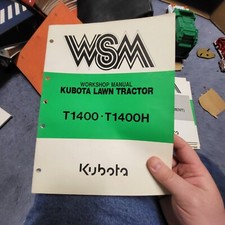 WSM
WORKSHOP MANUAL
KUBOTA LAWN TRACTOR
T1400·T1400H
Kubota